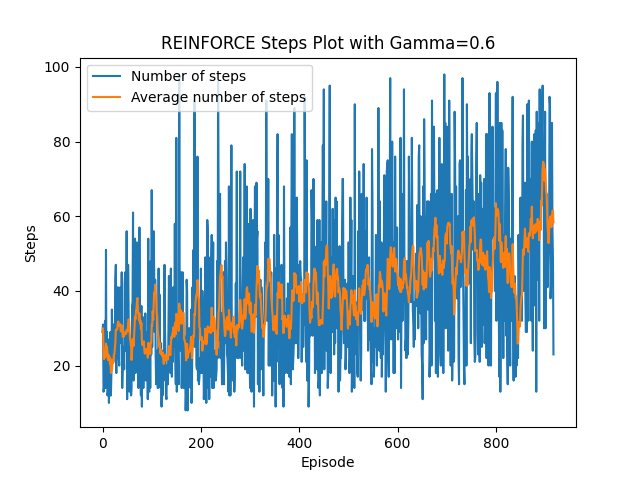 REINFORCE Steps Plot with Gamma=0.6
Number of steps
Average number of steps
100
80
60
40
20
Steps
0 200 400 600 800
Episode